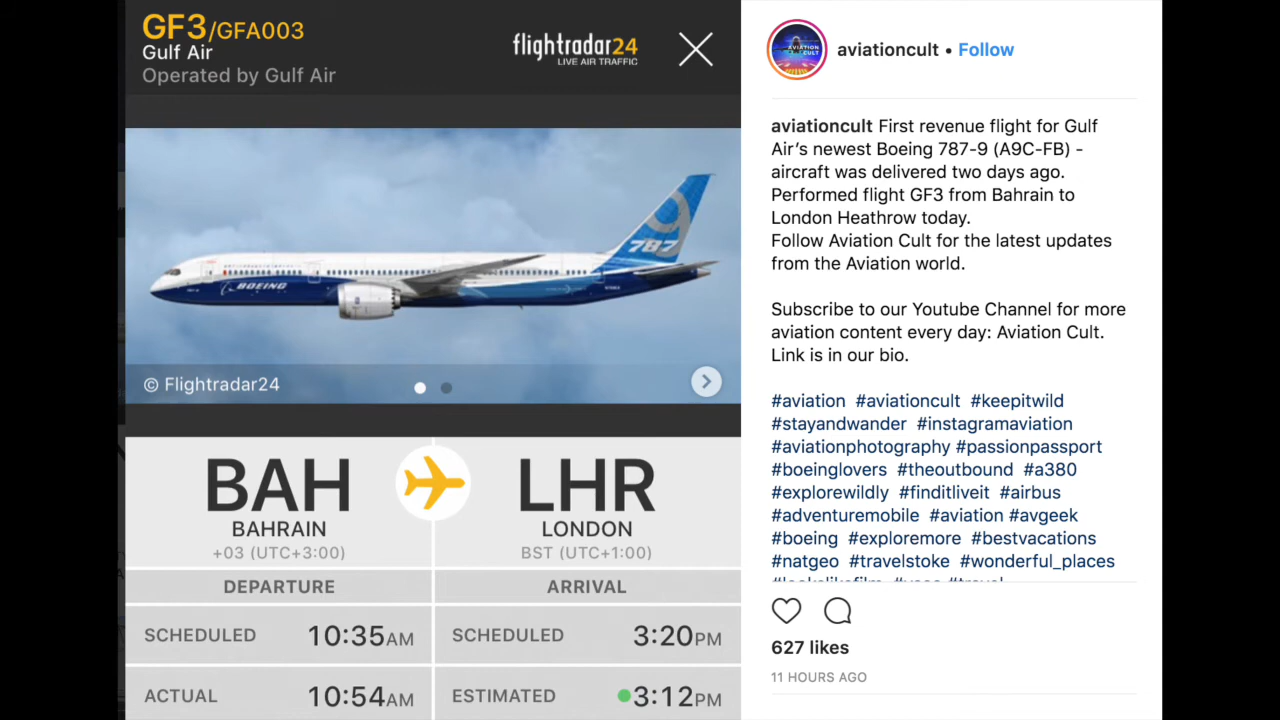 GF3/GFA003
Gulf Air
Operated by Gulf Air
flightradar24
LIVE AIR TRAFFIC
9
787
BOEING
© Flightradar24
BAH
BAHRAIN
+03 (UTC+3:00)
LHR
LONDON
BST (UTC+1:00)
DEPARTURE
ARRIVAL
SCHEDULED 10:35AM
SCHEDULED 3:20PM
ACTUAL 10:54AM
ESTIMATED 3:12PM
AVIATION
CULT
aviationcult • Follow
aviationcult First revenue flight for Gulf
Air’s newest Boeing 787-9 (A9C-FB) -
aircraft was delivered two days ago.
Performed flight GF3 from Bahrain to
London Heathrow today.
Follow Aviation Cult for the latest updates
from the Aviation world.
Subscribe to our Youtube Channel for more
aviation content every day: Aviation Cult.
Link is in our bio.
#aviation #aviationcult #keepitwild
#stayandwander #instagramaviation
#aviationphotography #passionpassport
#boeinglovers #theoutbound #a380
#explorewildly #finditliveit #airbus
#adventuremobile #aviation #avgeek
#boeing #exploremore #bestvacations
#natgeo #travelstoke #wonderful_places
627 likes
11 HOURS AGO